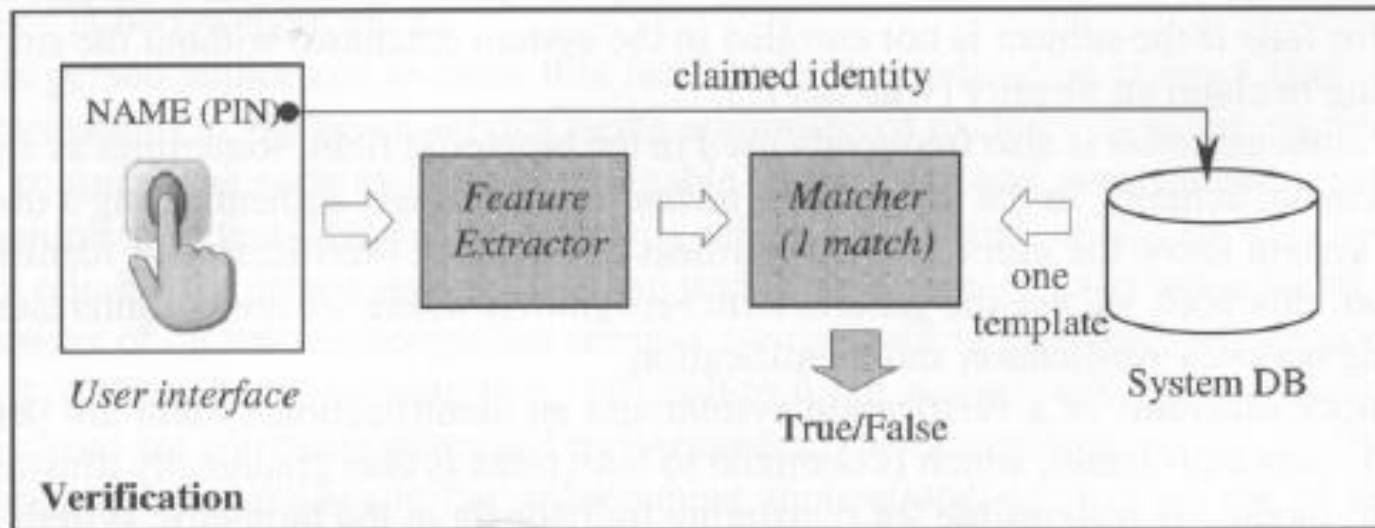 claimed identity
NAME (PIN)
Feature
Extractor
Matcher
(1 match)
one
template
User interface
System DB
True/False
Verification